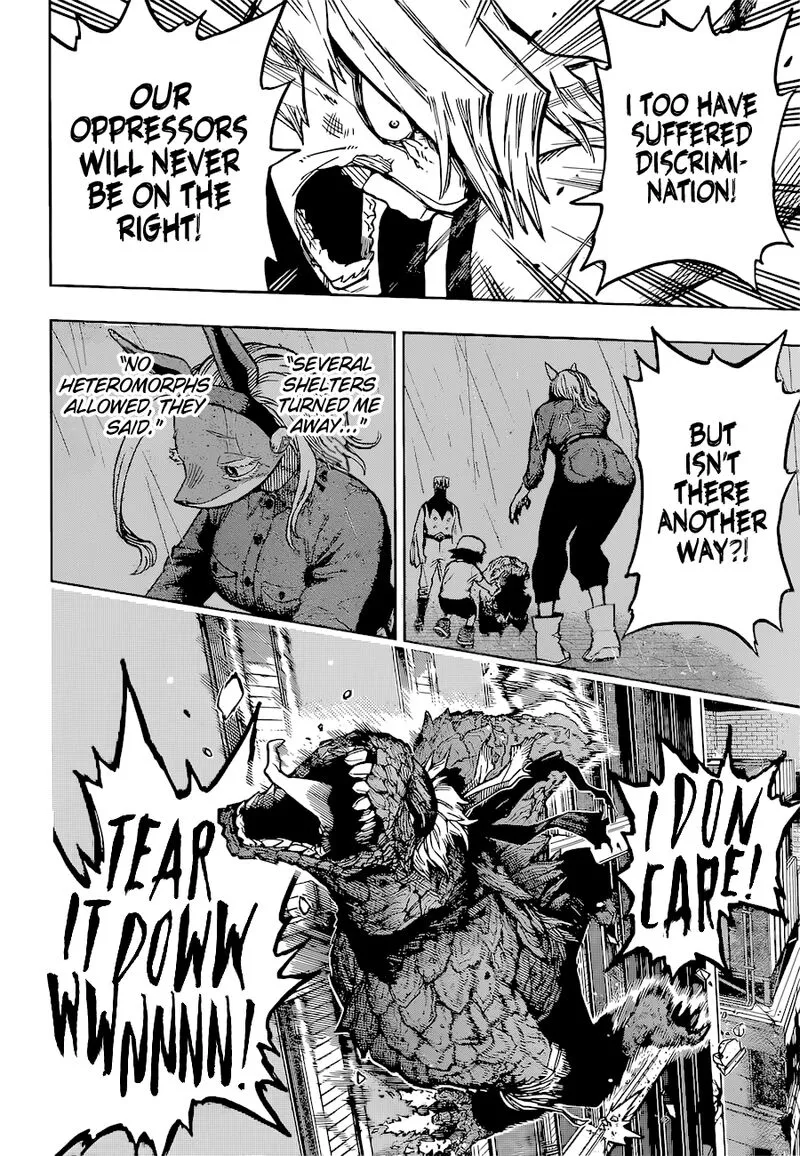 I TOO HAVE
SUFFERED
DISCRIMI-
NATION!
OUR
OPPRESSORS
WILL NEVER
BE ON THE
RIGHT!
BUT
ISN'T
THERE
ANOTHER
WAY?!
"SEVERAL
SHELTERS
TURNED ME
AWAY..."
"NO
HETEROMORPHS
ALLOWED, THEY
SAID."
I DON
CARE!
TEAR
IT DOWW
WWNNNN!